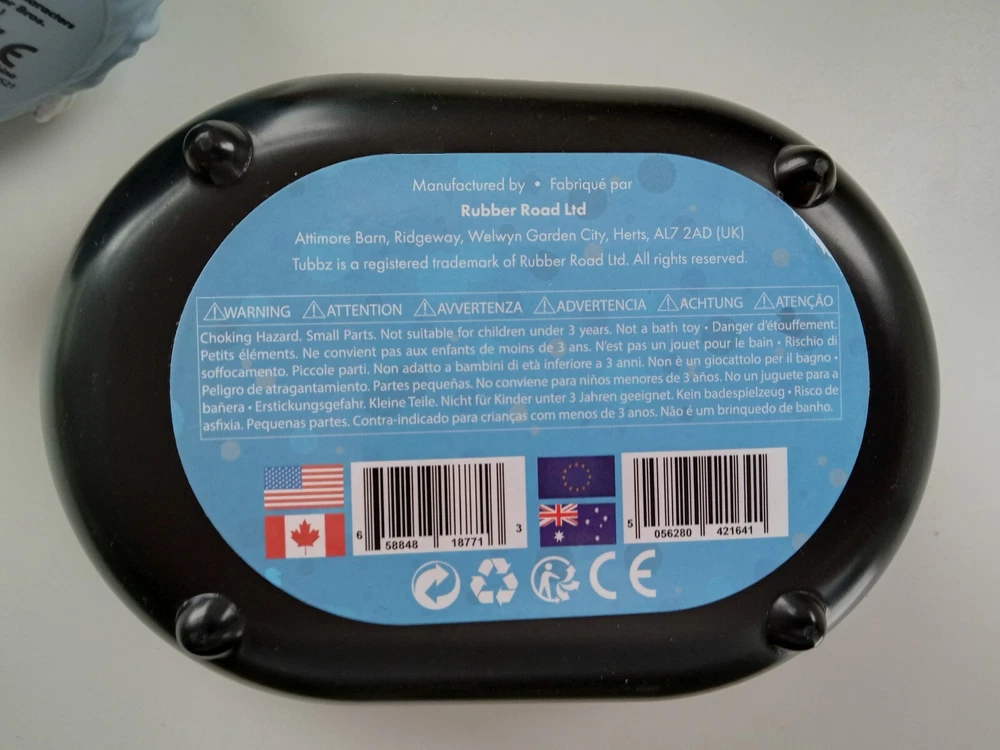 aracters
r Bros.
CE
Manufactured by • Fabriqué par
Rubber Road Ltd
Attimore Barn, Ridgeway, Welwyn Garden City, Herts, AL7 2AD (UK)
Tubbz is a registered trademark of Rubber Road Ltd. All rights reserved.
WARNING ATTENTION AVVERTENZA ADVERTENCIA ACHTUNG ATENÇÃO
Choking Hazard. Small Parts. Not suitable for children under 3 years. Not a bath toy • Danger d'étouffement.
Petits éléments. Ne convient pas aux enfants de moins de 3 ans. N'est pas un jouet pour le bain • Rischio di
soffocamento. Piccole parti. Non adatto a bambini di età inferiore a 3 anni. Non è un giocattolo per il bagno •
Peligro de atragantamiento. Partes pequeñas. No conviene para niños menores de 3 años. No un juguete para a
bañera • Erstickungsgefahr. Kleine Teile. Nicht für Kinder unter 3 Jahren geeignet. Kein badespielzeug • Risco de
asfixia. Pequenas partes. Contra-indicado para crianças com menos de 3 anos. Não é um brinquedo de banho.
6 58848 18771 3
5 056280 421641
CE